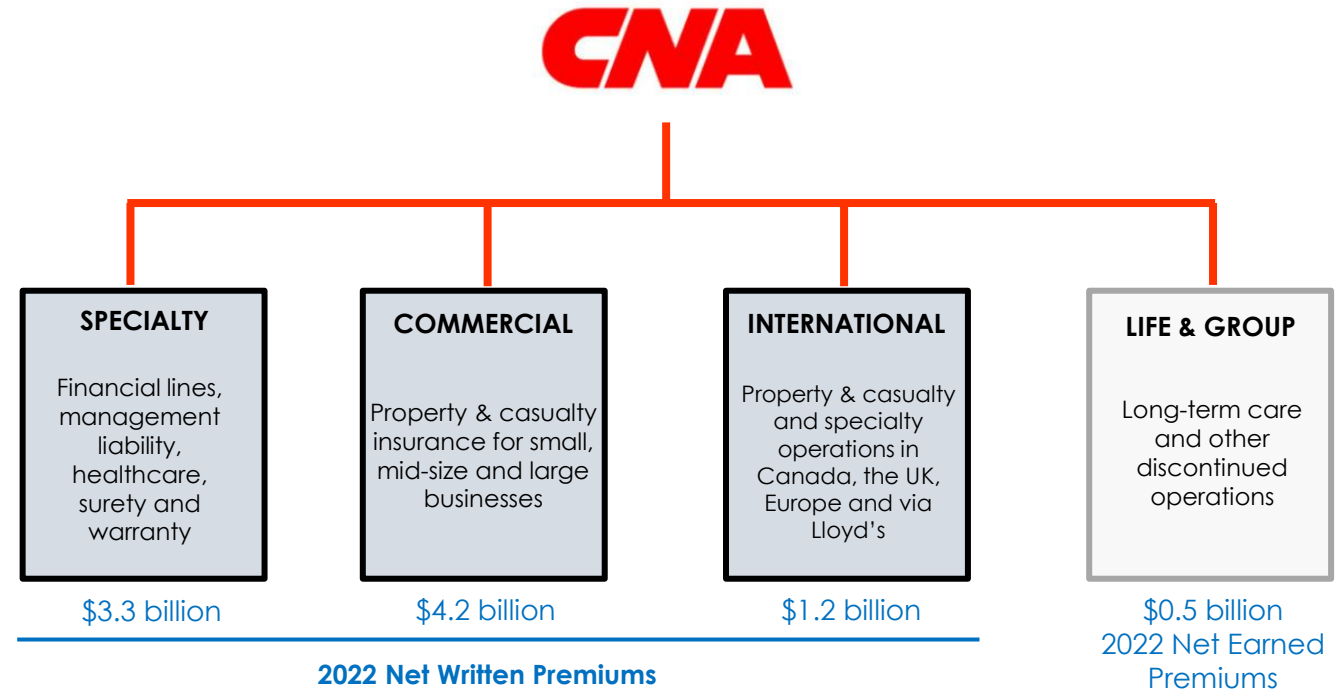 CNA
SPECIALTY
Financial lines,
management
liability,
healthcare,
surety and
warranty
$3.3 billion
COMMERCIAL
Property & casualty
insurance for small,
mid-size and large
businesses
$4.2 billion
INTERNATIONAL
Property & casualty
and specialty
operations in
Canada, the UK,
Europe and via
Lloyd’s
$1.2 billion
2022 Net Written Premiums
LIFE & GROUP
Long-term care
and other
discontinued
operations
$0.5 billion
2022 Net Earned
Premiums